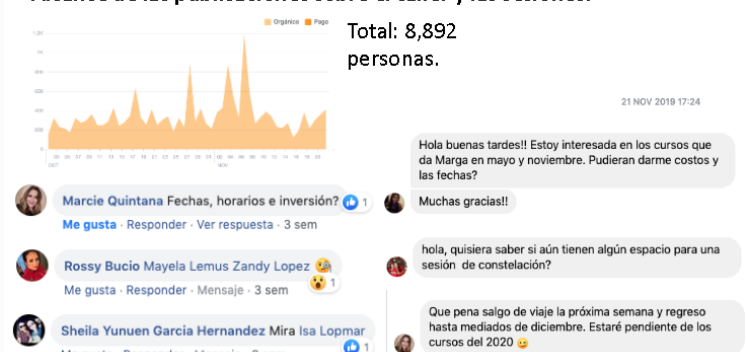 Orgánico Pago
Total: 8,892
personas.
21 NOV 2019 17:24
Hola buenas tardes!! Estoy interesada en los cursos que
da Marga en mayo y noviembre. Pudieran darme costos y
las fechas?
Muchas gracias!!
hola, quisiera saber si aún tienen algún espacio para una
sesión de constelación?
Que pena salgo de viaje la próxima semana y regreso
hasta mediados de diciembre. Estaré pendiente de los
cursos del 2020
Marcie Quintana Fechas, horarios e inversión? 1
Me gusta · Responder · Ver respuesta · 3 sem
Rossy Bucio Mayela Lemus Zandy Lopez
1
Me gusta · Responder · Mensaje · 3 sem
Sheila Yunuen Garcia Hernandez Mira Isa Lopmar
1